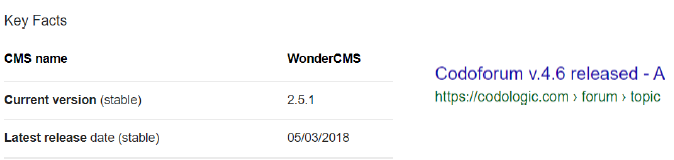 Key Facts
CMS name WonderCMS
Current version (stable) 2.5.1
Latest release date (stable) 05/03/2018
Codoforum v.4.6 released - A
https://codologic.com › forum › topic